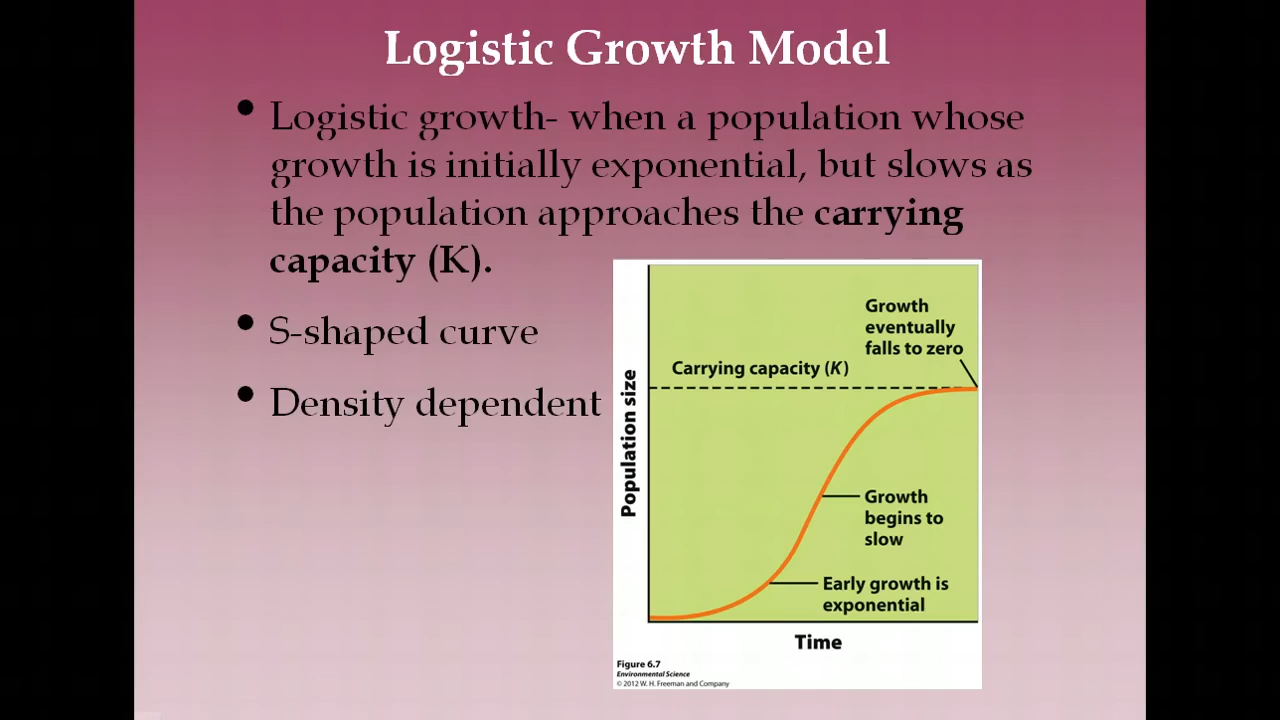 Logistic Growth Model
• Logistic growth- when a population whose
growth is initially exponential, but slows as
the population approaches the carrying
capacity (K).
• S-shaped curve
• Density dependent
Growth
eventually
falls to zero
Carrying capacity (K)
Population size
Growth
begins to
slow
Early growth is
exponential
Time
Figure 6.7
Environmental Science
© 2012 W. H. Freeman and Company